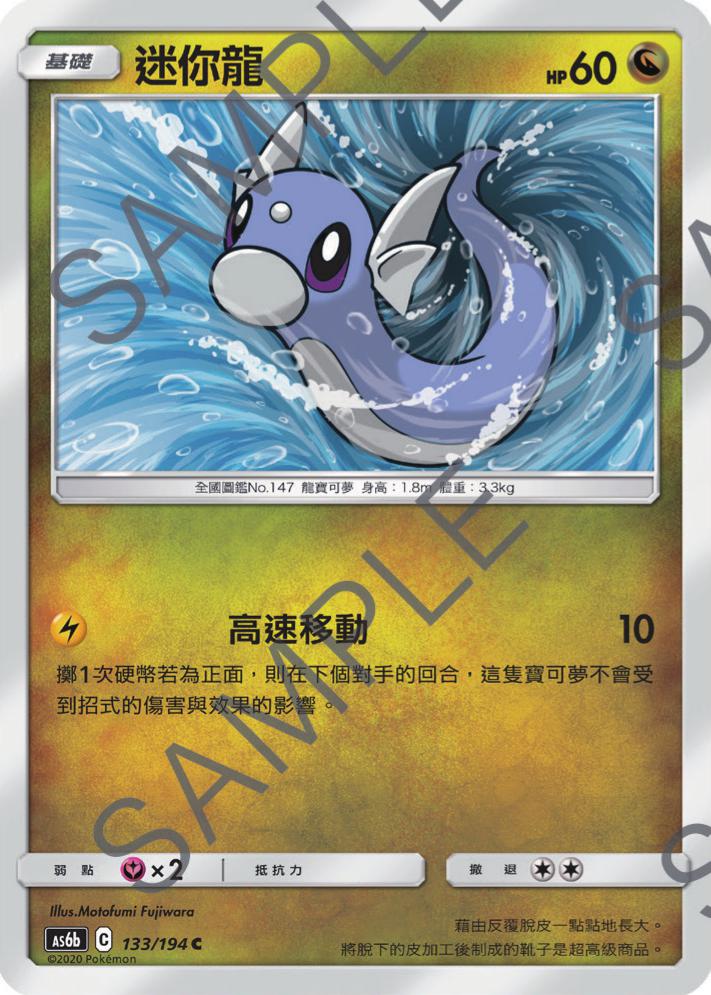 基礎 迷你龍 HP60
全國圖鑑No.147 龍寶可夢 身高：1.8m 體重：3.3kg
高速移動 10
擲1次硬幣若為正面，則在下個對手的回合，這隻寶可夢不會受
到招式的傷害與效果的影響。
弱點 ×2 抵抗力 撤退
Illus.Motofumi Fujiwara
AS6b C 133/194 C
©2020 Pokémon
藉由反覆脫皮一點點地長大。
將脫下的皮加工後制成的靴子是超高級商品。
SAMPLE
SAMPLE
SA
S